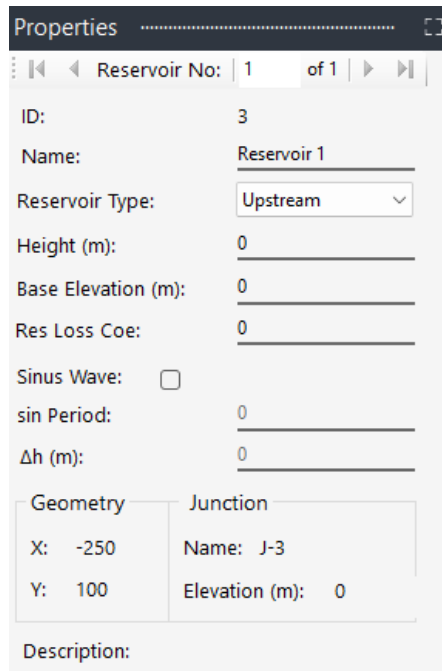 Properties
Reservoir No: 1 of 1
ID: 3
Name: Reservoir 1
Reservoir Type: Upstream
Height (m): 0
Base Elevation (m): 0
Res Loss Coe: 0
Sinus Wave:
sin Period: 0
Δh (m): 0
Geometry Junction
X: -250 Name: J-3
Y: 100 Elevation (m): 0
Description: